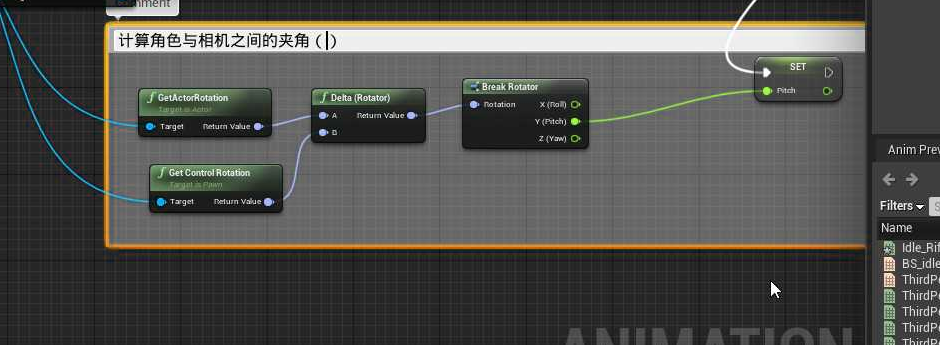 Comment
计算角色与相机之间的夹角 ( )
SET
Pitch
GetActorRotation
Target is Actor
Target
Return Value
Delta (Rotator)
A
Return Value
B
Break Rotator
Rotation
X (Roll)
Y (Pitch)
Z (Yaw)
Get Control Rotation
Target is Pawn
Target
Return Value
Anim Prev
Filters
S
Name
Idle_Rif
BS_idle
ThirdPe
ThirdPe
ThirdPe
ThirdPe
ANIMATION